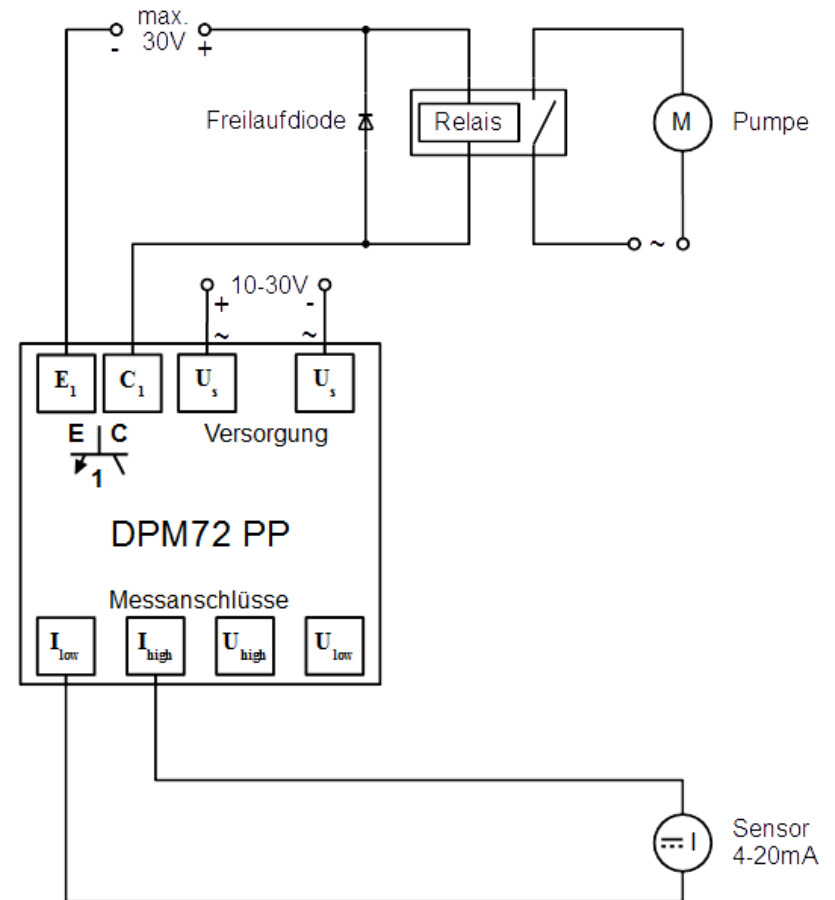 max.
30V
- +
Freilaufdiode
Relais
M
Pumpe
~
10-30V
+ -
~ ~
E1 C1 Us Us
E C
Versorgung
1
DPM72 PP
Messanschlüsse
Ilow Ihigh Uhigh Ulow
Sensor
I
4-20mA